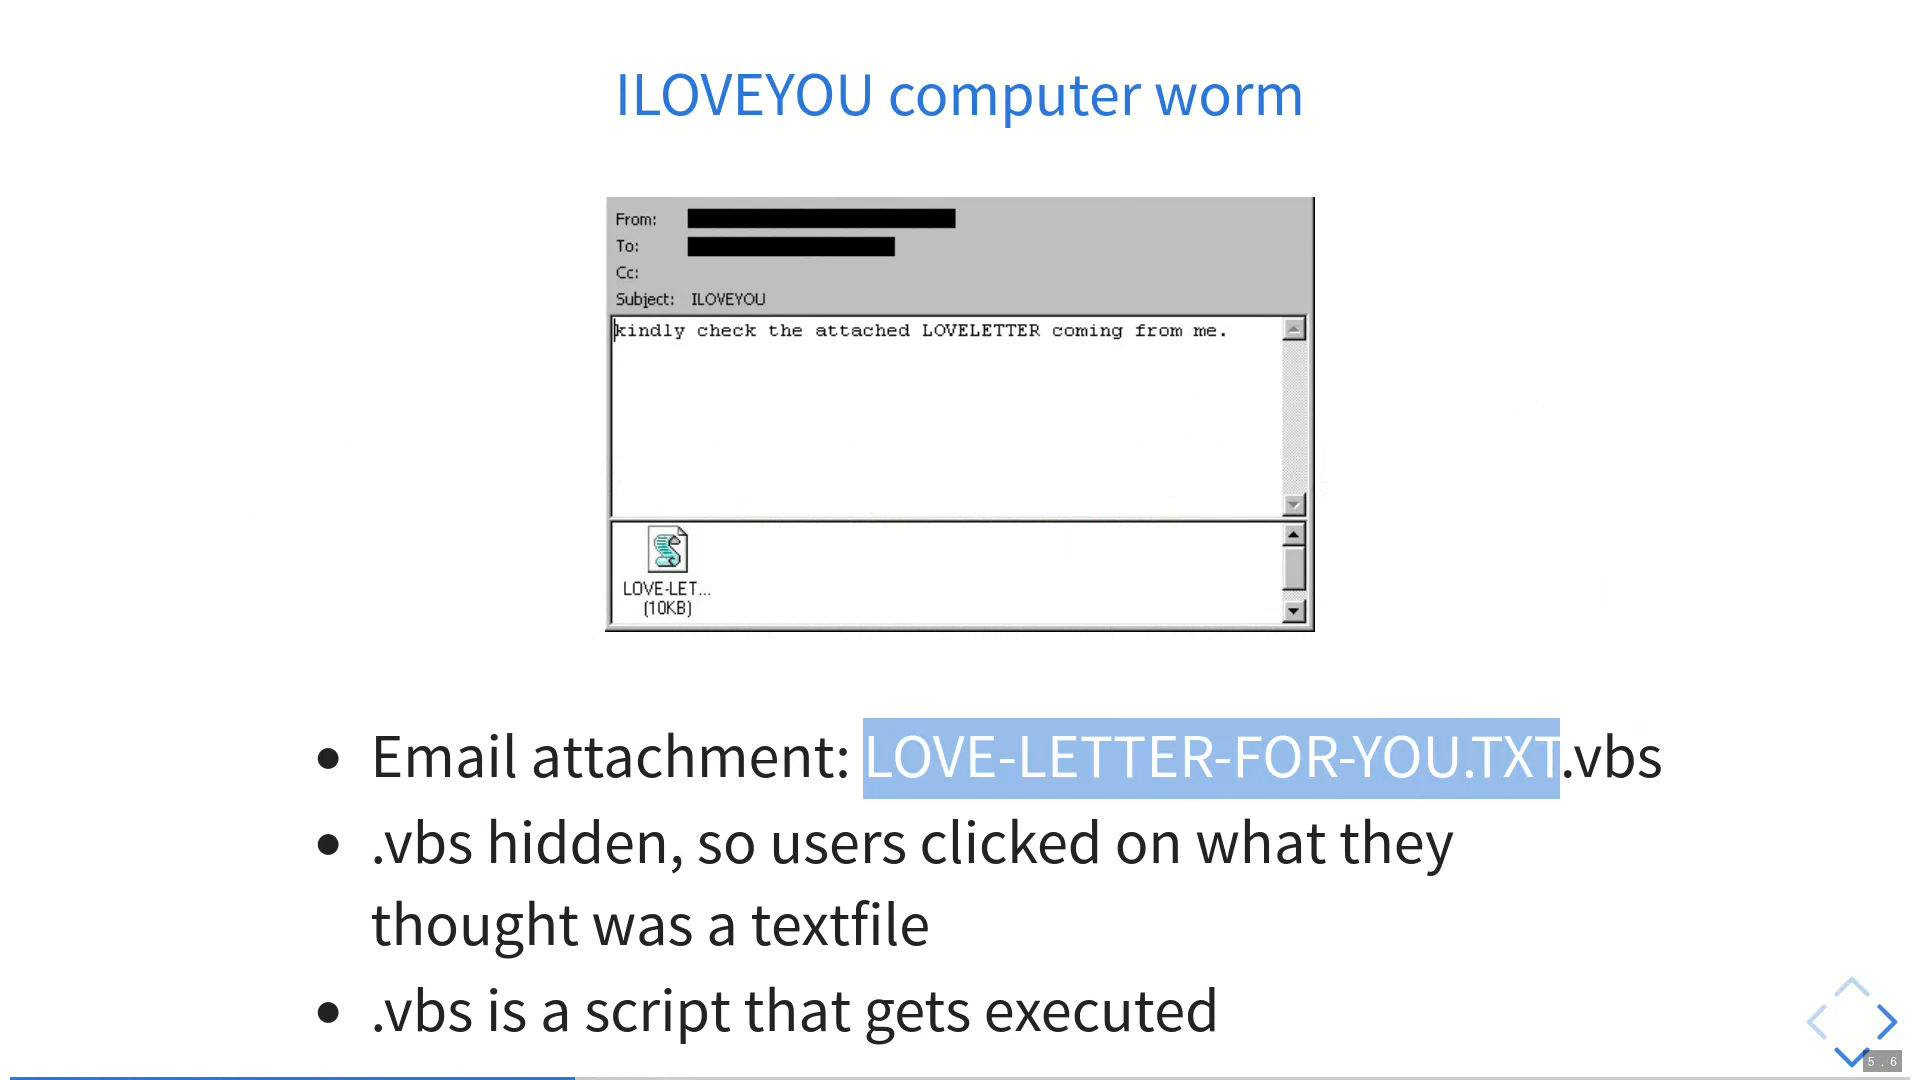 ILOVEYOU computer worm
From:
To:
Cc:
Subject: ILOVEYOU
kindly check the attached LOVELETTER coming from me.
LOVE-LET...
(10KB)
• Email attachment: LOVE-LETTER-FOR-YOU.TXT.vbs
• .vbs hidden, so users clicked on what they
thought was a textfile
• .vbs is a script that gets executed
5 . 6